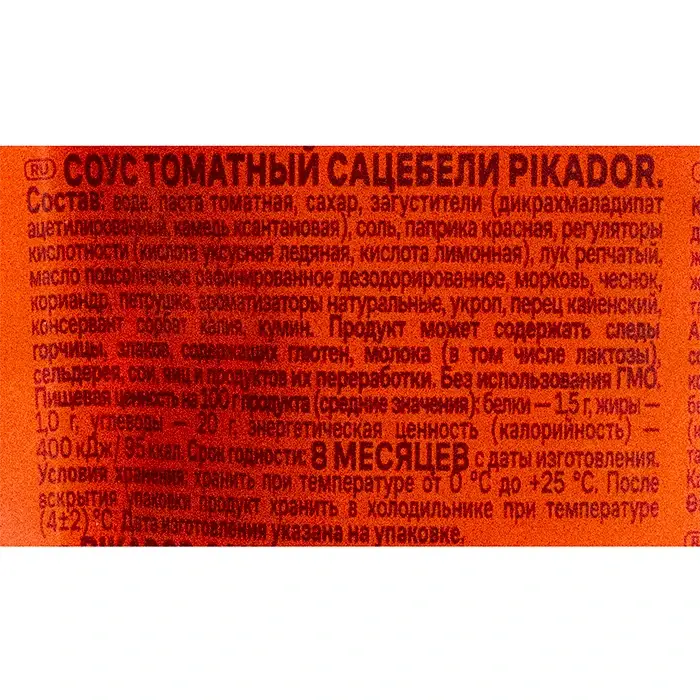 RU СОУС ТОМАТНЫЙ САЦЕБЕЛИ PIKADOR.
Состав: вода, паста томатная, сахар, загустители (дикрахмаладипат
ацетилированный, камедь ксантановая), соль, паприка красная, регуляторы
кислотности (кислота уксусная ледяная, кислота лимонная), лук репчатый,
масло подсолнечное рафинированное дезодорированное, морковь, чеснок,
кориандр, петрушка, ароматизаторы натуральные, укроп, перец кайенский,
консервант сорбат калия, кумин. Продукт может содержать следы
горчицы, злаков, содержащих глютен, молока (в том числе лактозы),
сельдерея, сои, яиц и продуктов их переработки. Без использования ГМО.
Пищевая ценность на 100 г продукта (средние значения): белки — 1,5 г, жиры —
1,0 г, углеводы — 20 г. энергетическая ценность (калорийность) —
400 кДж/ 95 ккал. Срок годности: 8 МЕСЯЦЕВ с даты изготовления.
Условия хранения: хранить при температуре от 0 °C до +25 °C. После
вскрытия упаковки продукт хранить в холодильнике при температуре
(4±2) °C. Дата изготовления указана на упаковке.